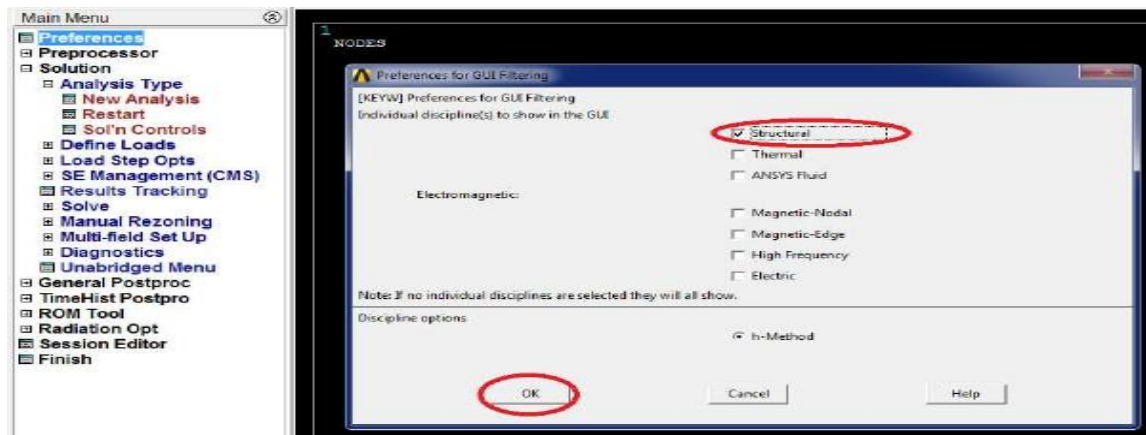 Main Menu
Preferences
Preprocessor
Solution
Analysis Type
New Analysis
Restart
Sol'n Controls
Define Loads
Load Step Opts
SE Management (CMS)
Results Tracking
Solve
Manual Rezoning
Multi-field Set Up
Diagnostics
Unabridged Menu
General Postproc
TimeHist Postpro
ROM Tool
Radiation Opt
Session Editor
Finish
1
NODES
Preferences for GUI Filtering
[KEYW] Preferences for GUI Filtering
Individual discipline(s) to show in the GUI
Structural
Thermal
ANSYS Fluid
Electromagnetic:
Magnetic-Nodal
Magnetic-Edge
High Frequency
Electric
Note: If no individual disciplines are selected they will all show.
Discipline options
h-Method
OK Cancel Help